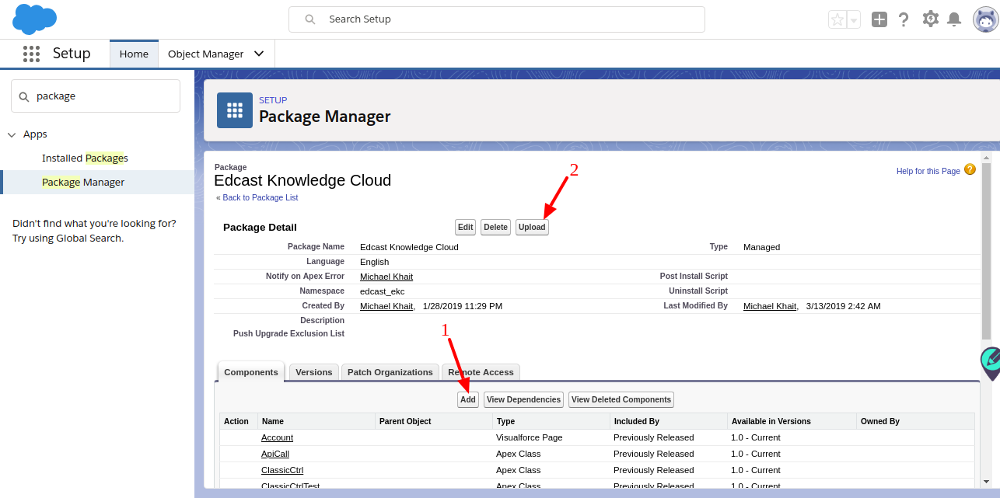 Search Setup
Setup
Home
Object Manager
package
Apps
Installed Packages
Package Manager
Didn't find what you're looking for?
Try using Global Search.
SETUP
Package Manager
Package
Edcast Knowledge Cloud
« Back to Package List
2
Help for this Page ?
Package Detail
Edit Delete Upload
Package Name Edcast Knowledge Cloud Type Managed
Language English
Notify on Apex Error Michael Khait Post Install Script
Namespace edcast_ekc Uninstall Script
Created By Michael Khait, 1/28/2019 11:29 PM Last Modified By Michael Khait, 3/13/2019 2:42 AM
Description
Push Upgrade Exclusion List
1
Components Versions Patch Organizations Remote Access
Add View Dependencies View Deleted Components
Action Name Parent Object Type Included By Available in Versions Owned By
Account Visualforce Page Previously Released 1.0 - Current
ApiCall Apex Class Previously Released 1.0 - Current
ClassicCtrl Apex Class Previously Released 1.0 - Current
ClassicCtrlTest Apex Class Previously Released 1.0 - Current